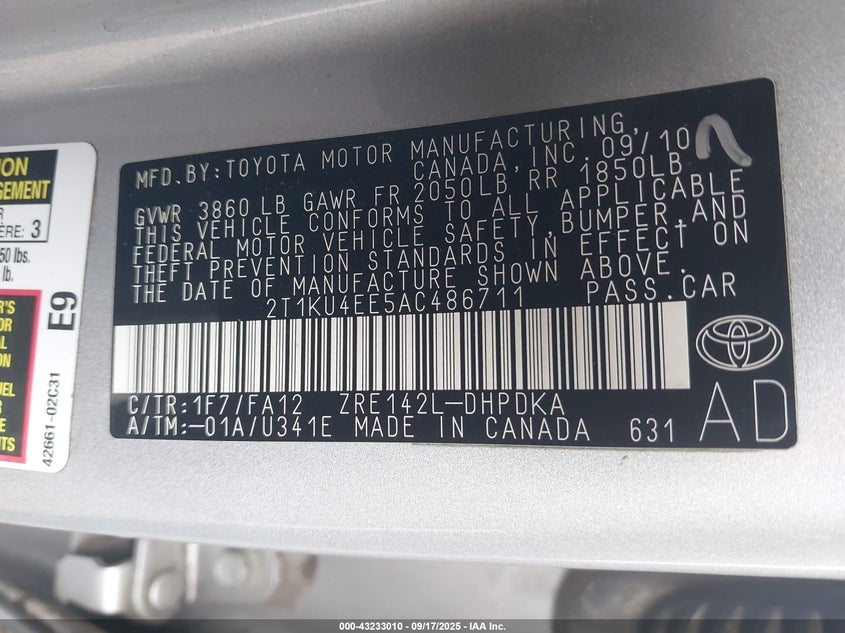 MFD.BY:TOYOTA MOTOR MANUFACTURING,
CANADA, INC. 09/10
GVWR 3860 LB GAWR FR 2050LB RR 1850LB
THIS VEHICLE CONFORMS TO ALL APPLICABLE
FEDERAL MOTOR VEHICLE SAFETY, BUMPER, AND
THEFT PREVENTION STANDARDS IN EFFECT ON
THE DATE OF MANUFACTURE SHOWN ABOVE.
2T1KU4EE5AC486711 PASS.CAR
C/TR:1F7/FA12 ZRE142L-DHPDKA
A/TM:-01A/U341E MADE IN CANADA 631
AD
3
lb.
E9
42661-02C31
000-43233010 - 09/17/2025 - IAA Inc.